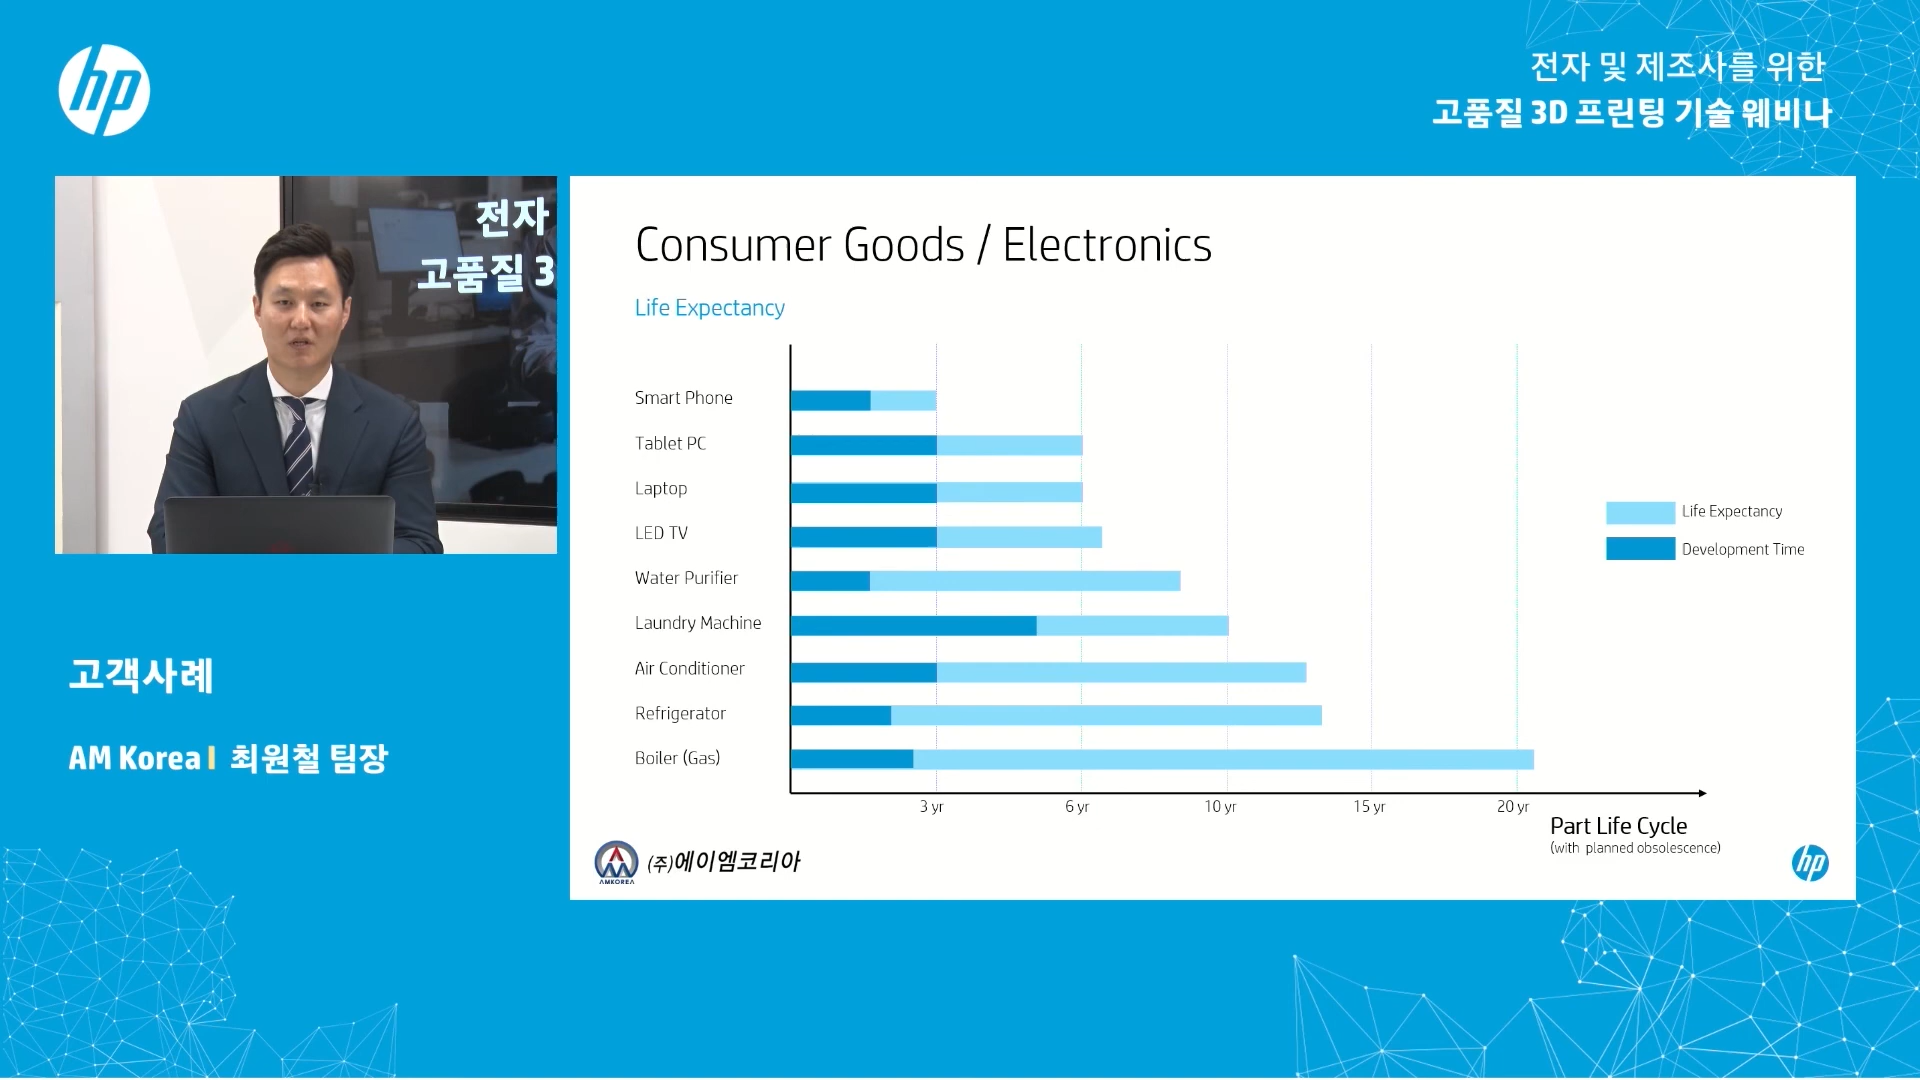 hp
전자 및 제조사를 위한
고품질 3D 프린팅 기술 웨비나
전자
고품질 3
고객사례
AM Korea I 최원철 팀장
Consumer Goods / Electronics
Life Expectancy
Smart Phone
Tablet PC
Laptop
LED TV
Water Purifier
Laundry Machine
Air Conditioner
Refrigerator
Boiler (Gas)
3 yr
6 yr
10 yr
15 yr
20 yr
Life Expectancy
Development Time
Part Life Cycle
(with planned obsolescence)
AMKOREA
(주)에이엠코리아
hp